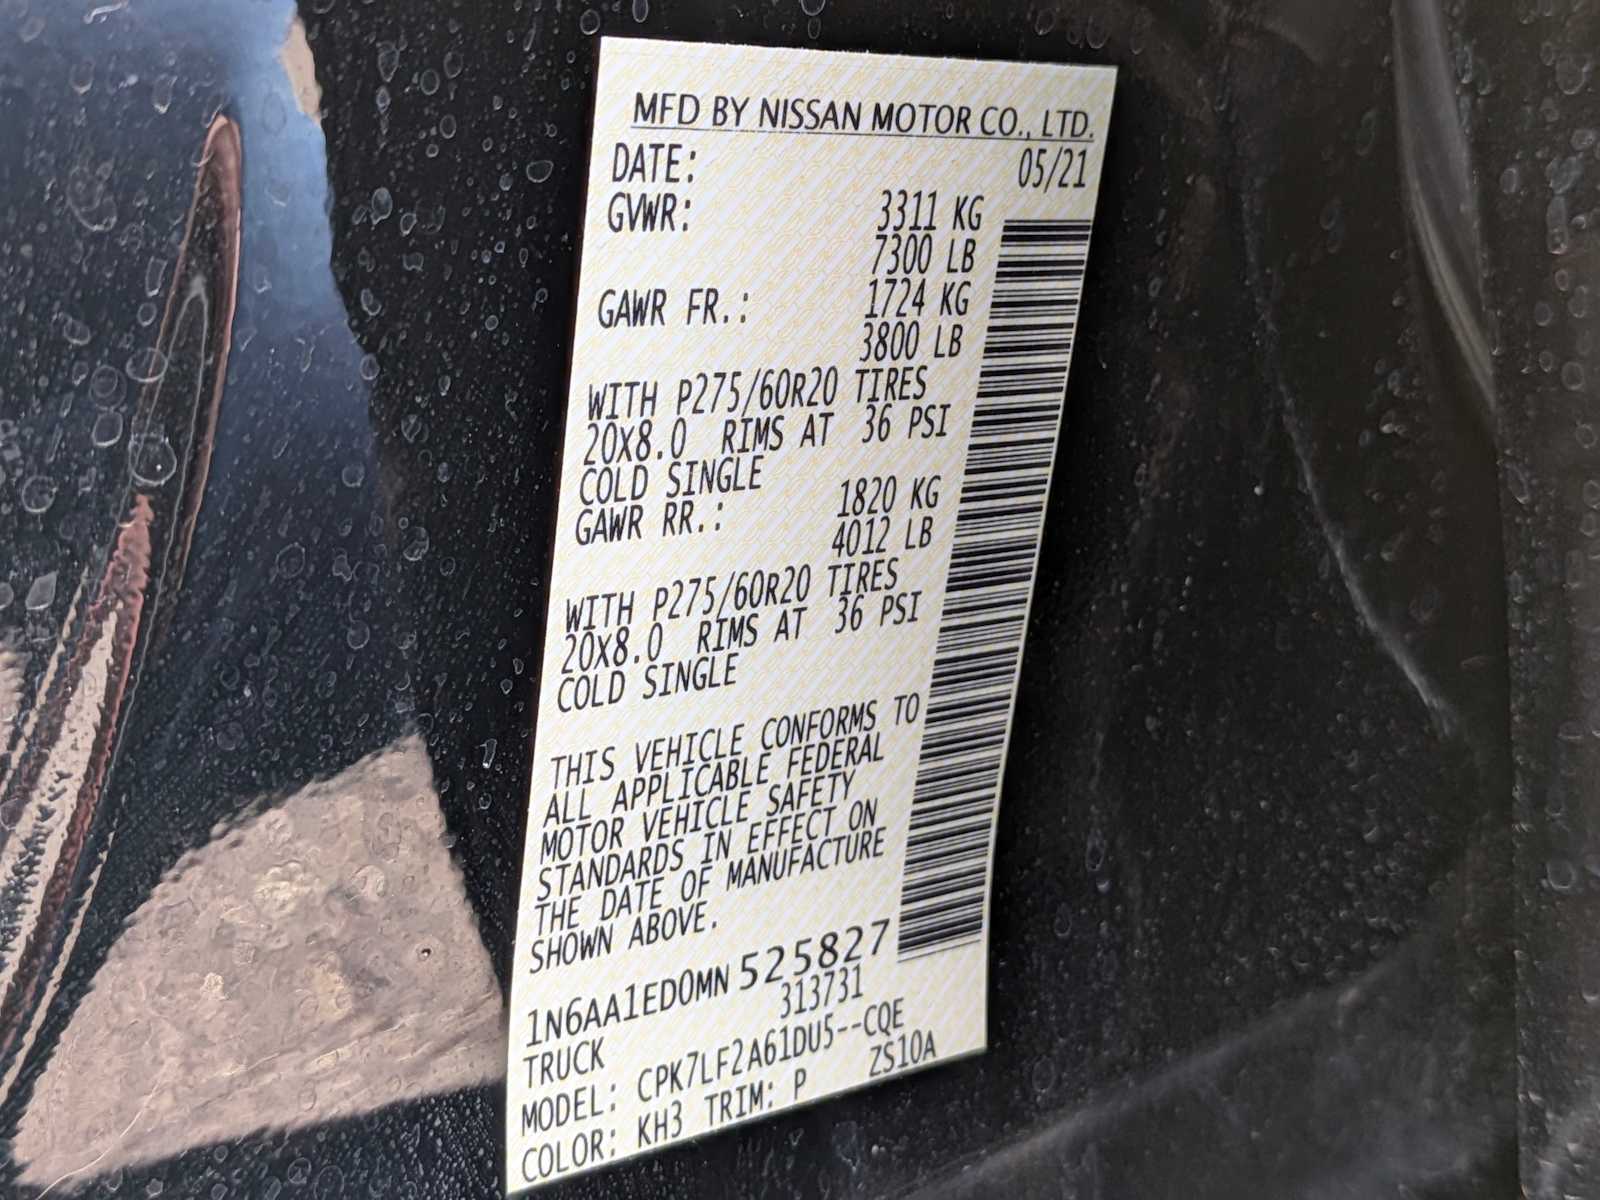 MFD BY NISSAN MOTOR CO., LTD.
DATE: 05/21
GVWR: 3311 KG
7300 LB
GAWR FR.: 1724 KG
3800 LB
WITH P275/60R20 TIRES
20X8.0 RIMS AT 36 PSI
COLD SINGLE
GAWR RR.: 1820 KG
4012 LB
WITH P275/60R20 TIRES
20X8.0 RIMS AT 36 PSI
COLD SINGLE
THIS VEHICLE CONFORMS TO
ALL APPLICABLE FEDERAL
MOTOR VEHICLE SAFETY
STANDARDS IN EFFECT ON
THE DATE OF MANUFACTURE
SHOWN ABOVE.
1N6AA1ED0MN 525827
313731
TRUCK
MODEL: CPK7LF2A61DU5--CQE
COLOR: KH3 TRIM: P ZS10A